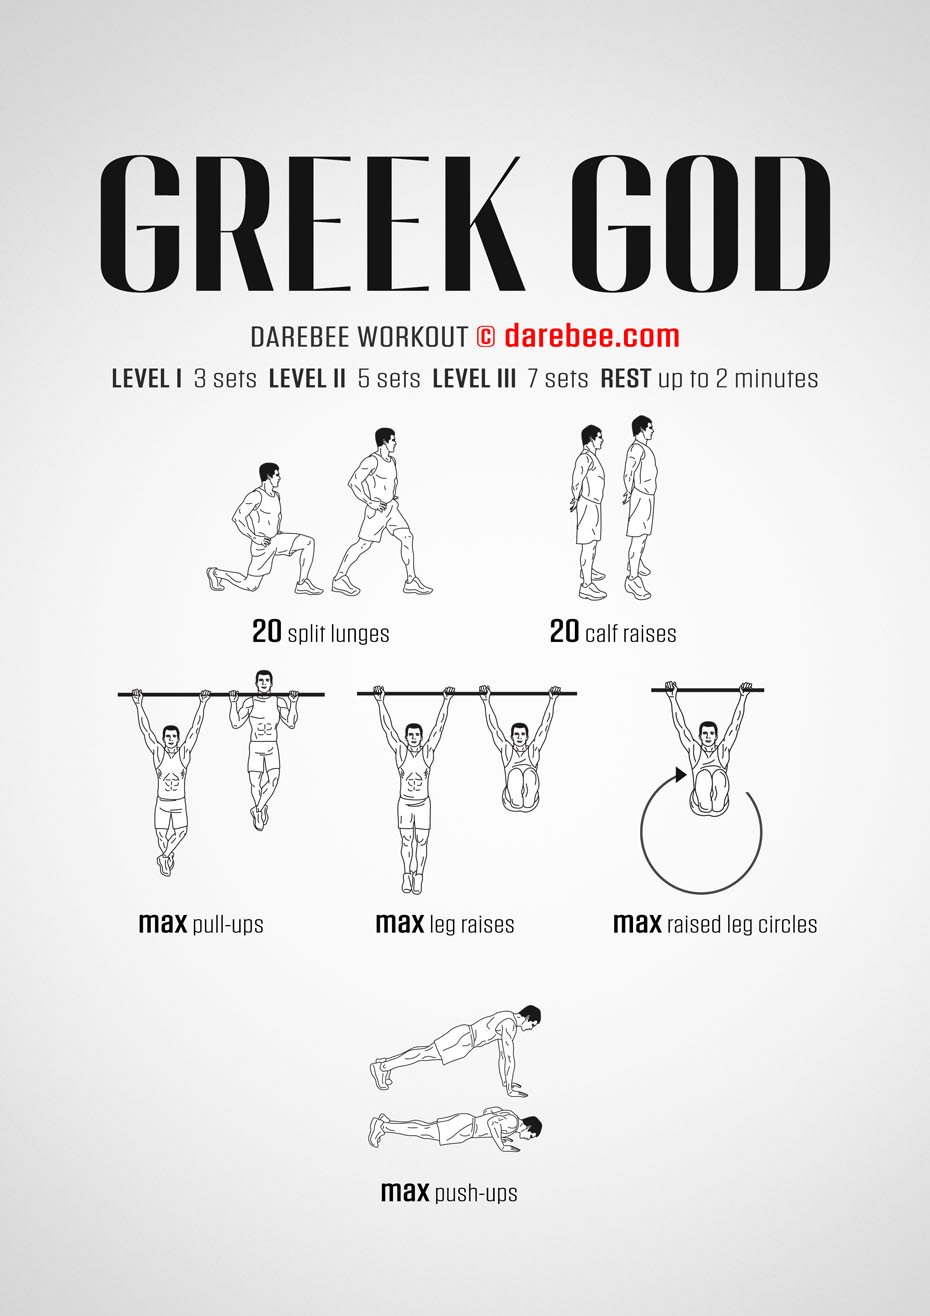 GREEK GOD
DAREBEE WORKOUT © darebee.com
LEVEL I 3 sets LEVEL II 5 sets LEVEL III 7 sets REST up to 2 minutes
20 split lunges
20 calf raises
max pull-ups
max leg raises
max raised leg circles
max push-ups